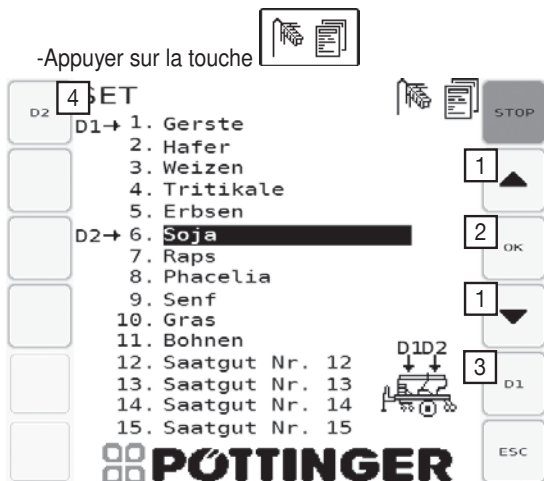 -Appuyer sur la touche
D2
4
SET
STOP
D1→ 1. Gerste
2. Hafer
1
3. Weizen
4. Tritikale
5. Erbsen
D2→ 6. Soja
2
OK
7. Raps
8. Phacelia
9. Senf
1
10. Gras
11. Bohnen
D1D2
12. Saatgut Nr. 12
3
D1
13. Saatgut Nr. 13
14. Saatgut Nr. 14
15. Saatgut Nr. 15
PÖTTINGER
ESC